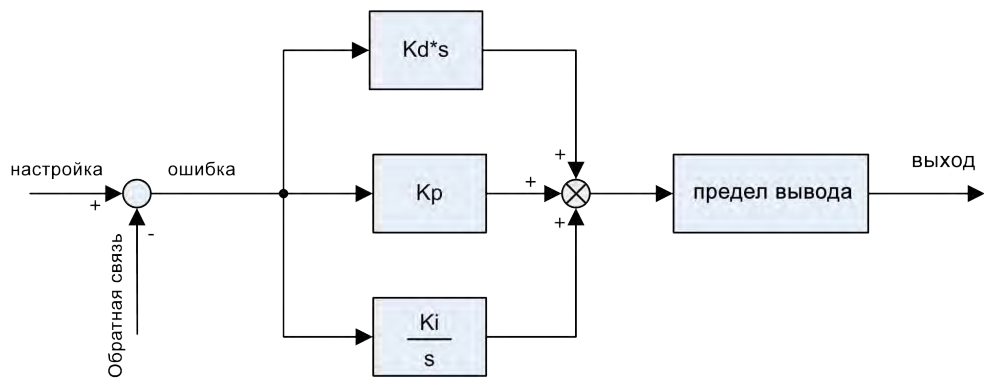 Kd*s
+
настройка
ошибка
+
Kp
+
предел вывода
выход
+
-
Обратная связь
+
Ki
s